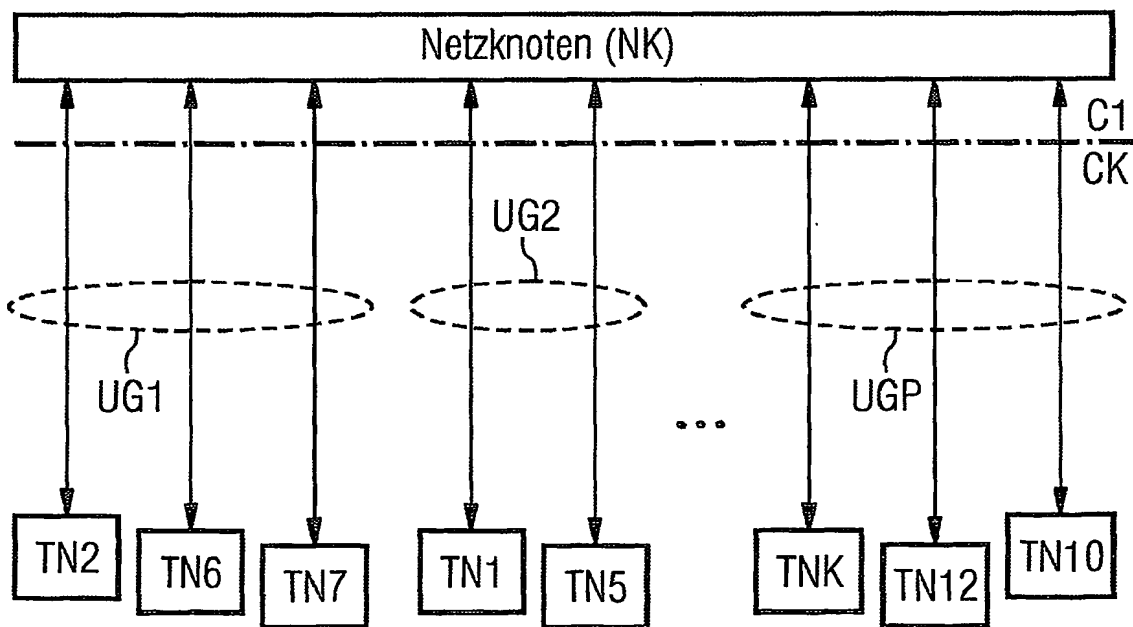 Netzknoten (NK)
C1
CK
UG2
UG1
UGP
...
TN2
TN6
TN7
TN1
TN5
TNK
TN12
TN10